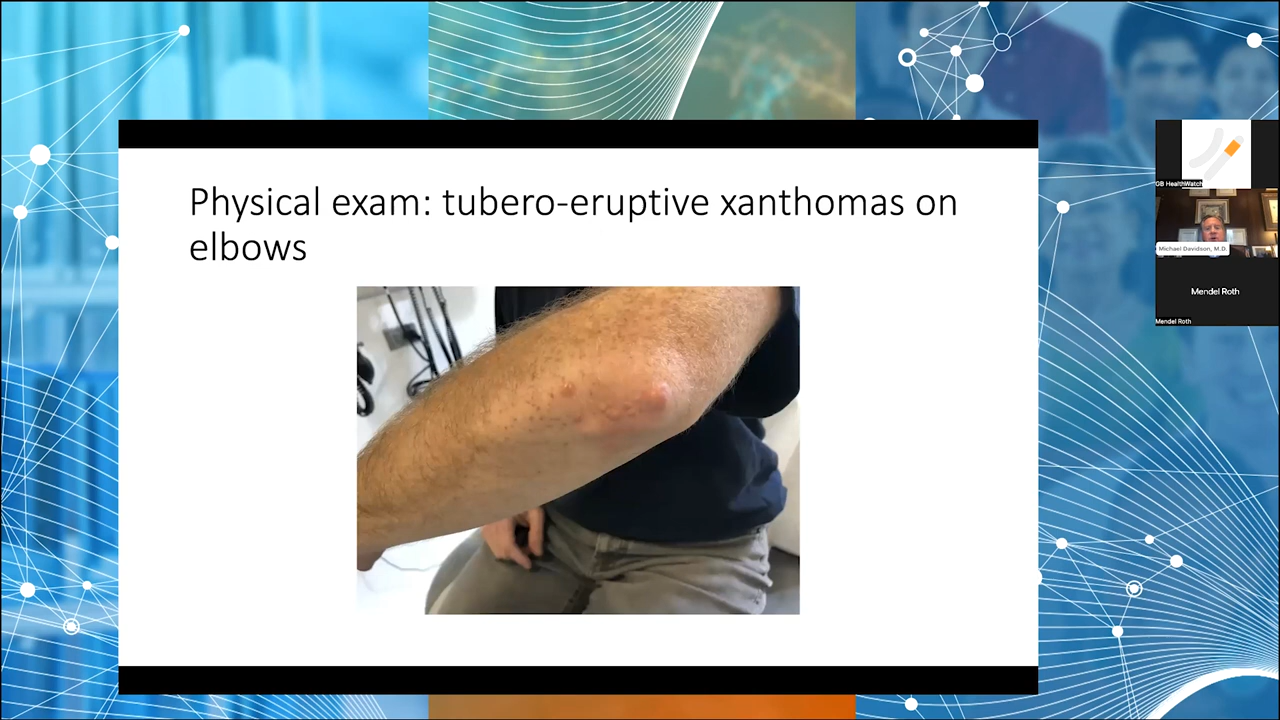 Physical exam: tubero-eruptive xanthomas on
elbows
GB HealthWatch
Michael Davidson, M.D.
Mendel Roth
Mendel Roth